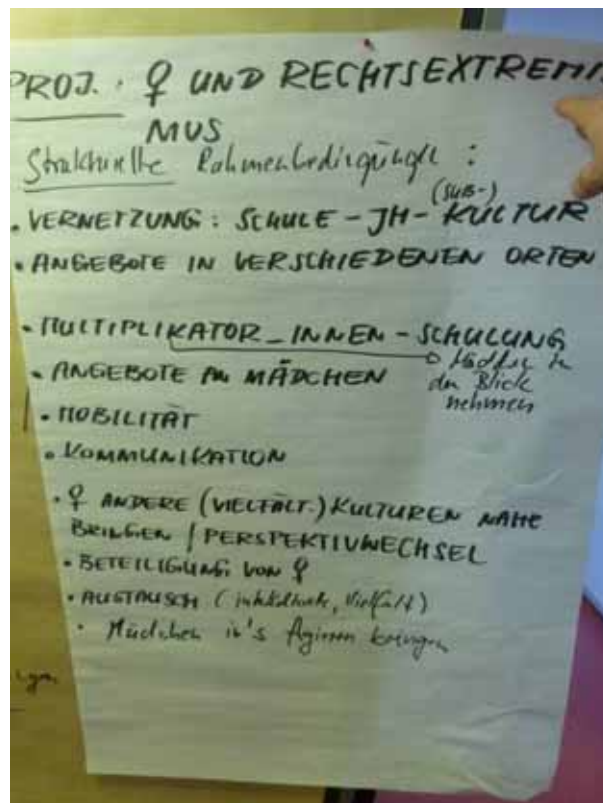 PROJ. ♀ UND RECHTSEXTREMIS
MUS
Strukturelle Rahmenbedingungen :
(SUB-)
• VERNETZUNG: SCHULE - JH - KULTUR
• ANGEBOTE IN VERSCHIEDENEN ORTEN
• MULTIPLIKATOR_INNEN - SCHULUNG
Mädchen in
• ANGEBOTE AN MÄDCHEN den Blick
nehmen
• MOBILITÄT
• KOMMUNIKATION
• ♀ ANDERE (VIELFÄLT.) KULTUREN NAHE
BRINGEN / PERSPEKTIVWECHSEL
• BETEILIGUNG VON ♀
• AUSTAUSCH ( Vielfalt)
• Mädchen in's Agieren bringen